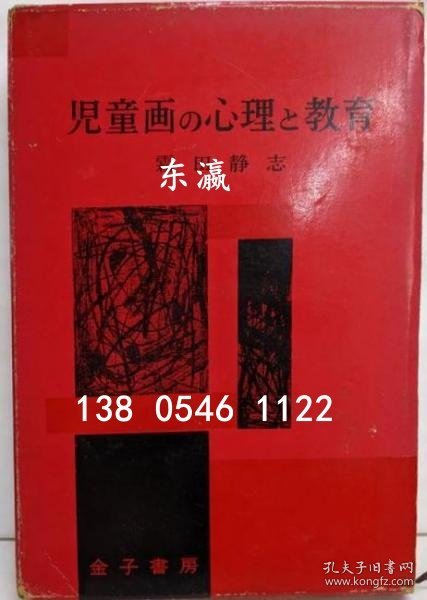 児童画の心理と教育
田静志
东瀛
138 0546 1122
金子書房
孔夫子旧书网
www.kongfz.com